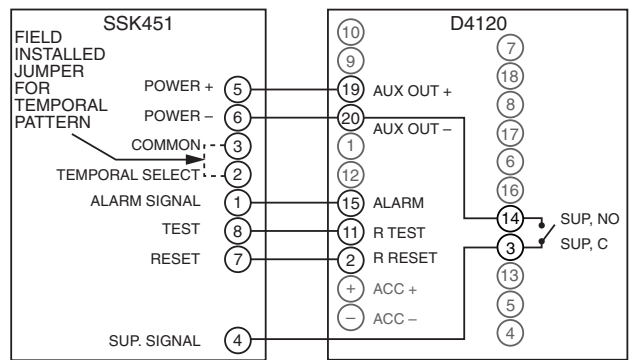 SSK451
FIELD
INSTALLED
JUMPER
FOR
TEMPORAL
PATTERN
POWER + 5
POWER – 6
COMMON 3
TEMPORAL SELECT 2
ALARM SIGNAL 1
TEST 8
RESET 7
SUP. SIGNAL 4
D4120
10
9
19 AUX OUT +
20 AUX OUT –
1
12
15 ALARM
11 R TEST
2 R RESET
+ ACC +
– ACC –
7
18
8
17
6
16
14 SUP, NO
3 SUP, C
13
5
4